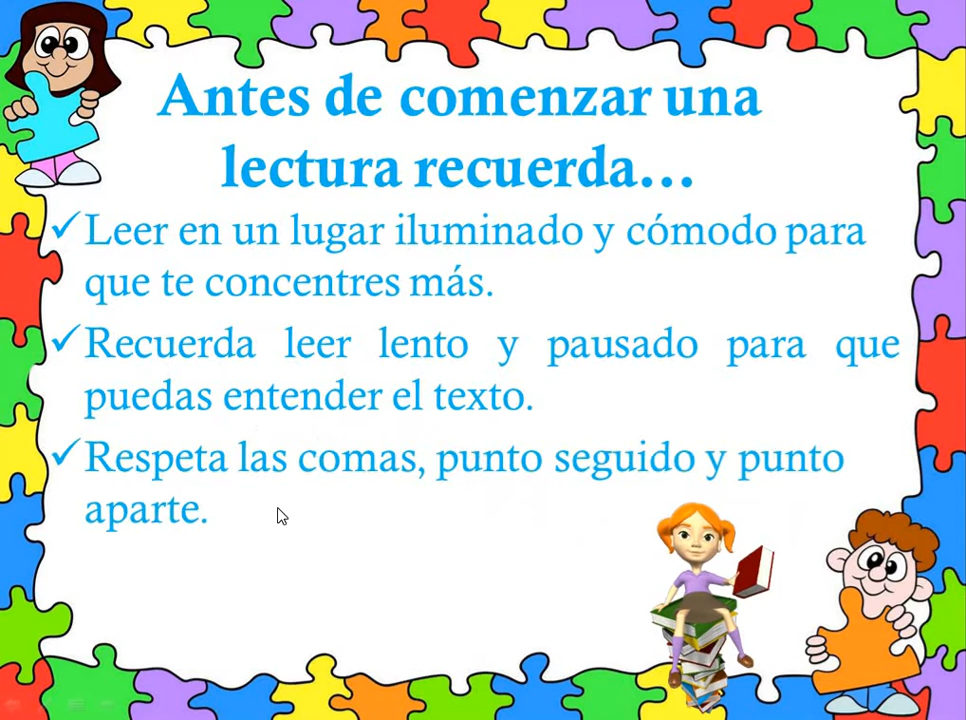 Antes de comenzar una
lectura recuerda...
✓Leer en un lugar iluminado y cómodo para
que te concentres más.
✓Recuerda leer lento y pausado para que
puedas entender el texto.
✓Respeta las comas, punto seguido y punto
aparte.